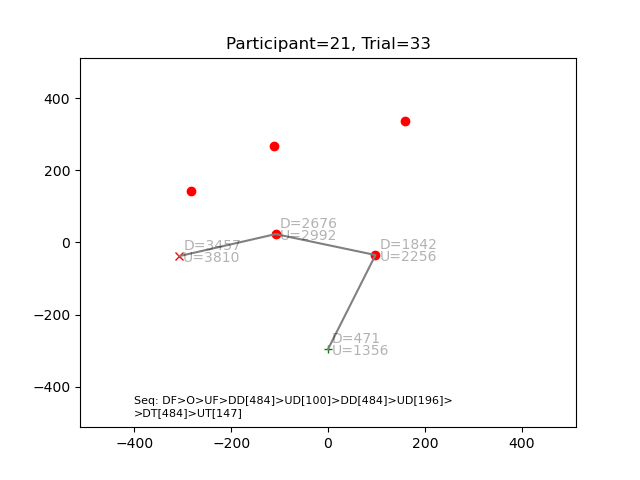 Participant=21, Trial=33
400
200
0
−200
−400
D=2676
U=2992
D=3457
U=3810
D=1842
U=2256
D=471
U=1356
Seq: DF>O>UF>DD[484]>UD[100]>DD[484]>UD[196]>
>DT[484]>UT[147]
−400
−200
0
200
400